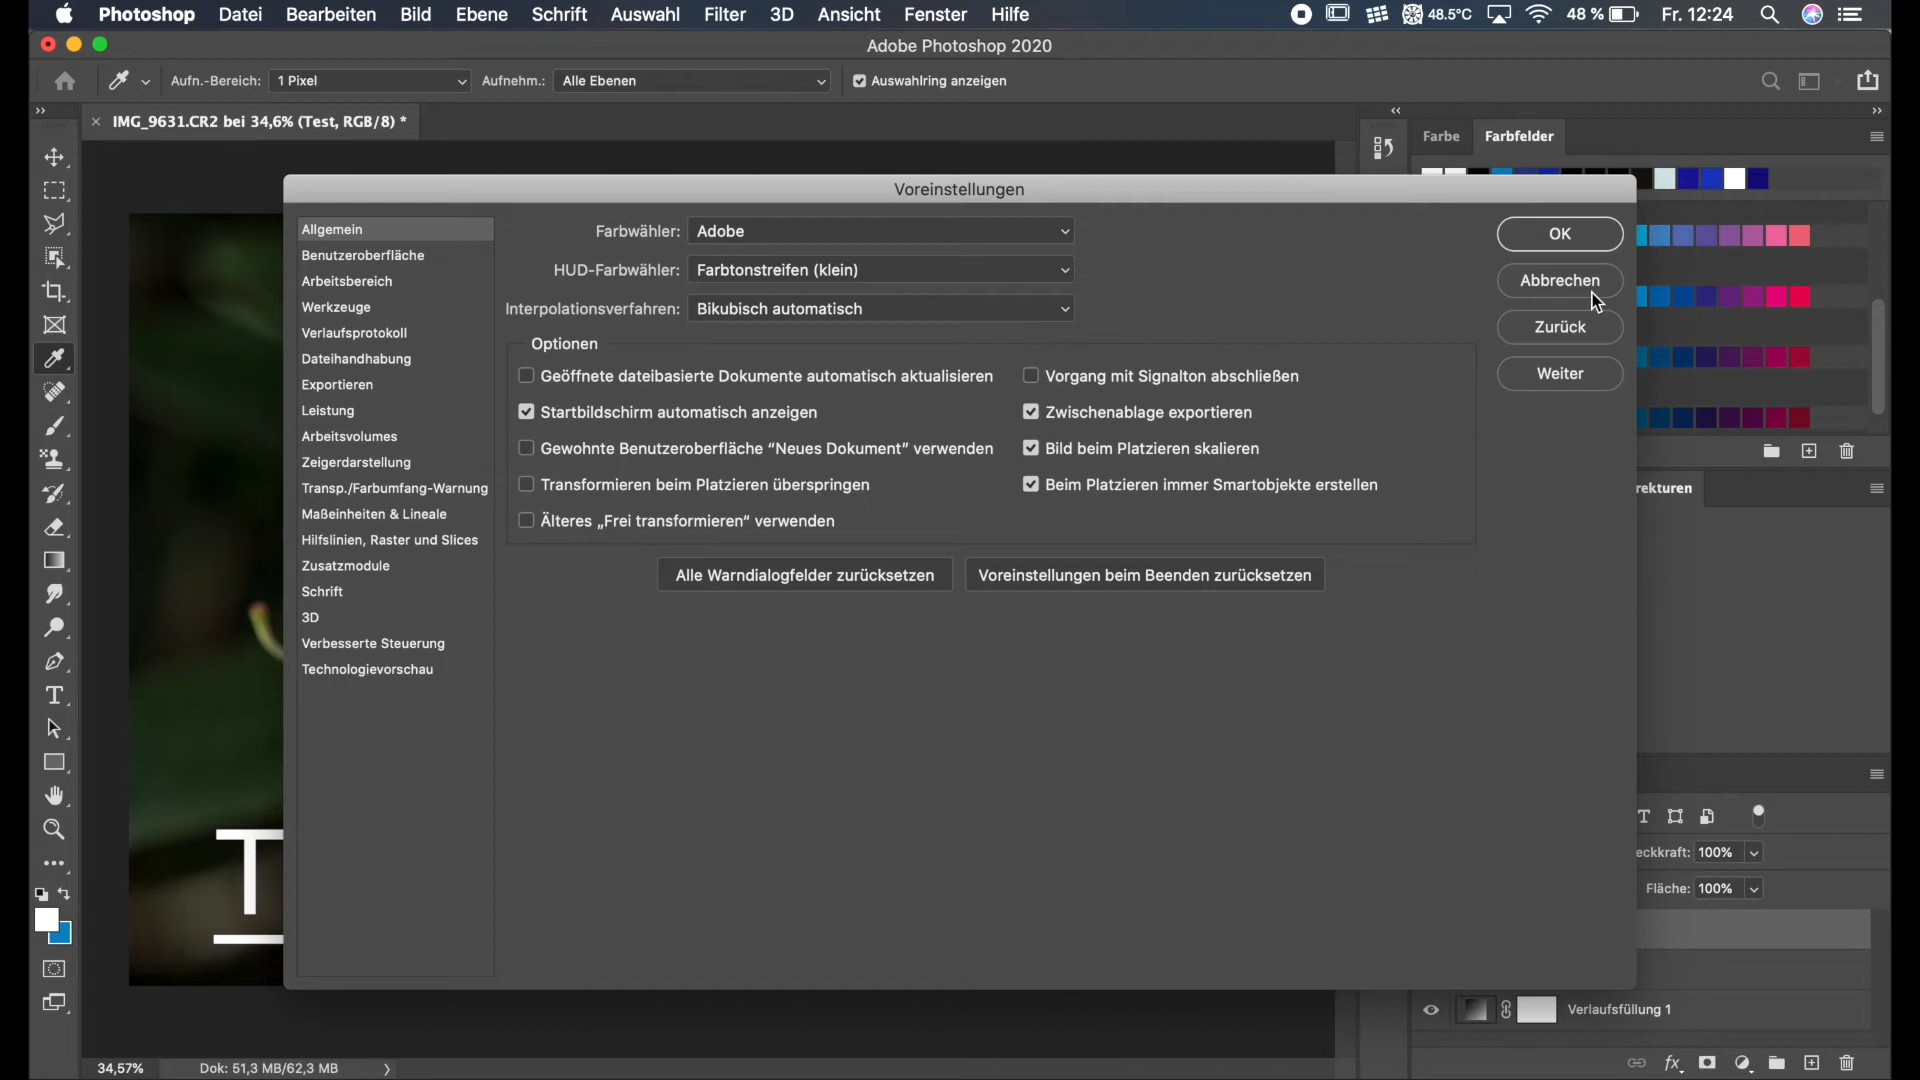 Photoshop Datei Bearbeiten Bild Ebene Schrift Auswahl Filter 3D Ansicht Fenster Hilfe 48.5°C 48 % Fr. 12:24
Adobe Photoshop 2020
Aufn.-Bereich: 1 Pixel Aufnehm.: Alle Ebenen Auswahlring anzeigen
IMG_9631.CR2 bei 34,6% (Test, RGB/8) *
Farbe Farbfelder
Voreinstellungen
Allgemein
Benutzeroberfläche
Arbeitsbereich
Werkzeuge
Verlaufsprotokoll
Dateihandhabung
Exportieren
Leistung
Arbeitsvolumes
Zeigerdarstellung
Transp./Farbumfang-Warnung
Maßeinheiten & Lineale
Hilfslinien, Raster und Slices
Zusatzmodule
Schrift
3D
Verbesserte Steuerung
Technologievorschau
Farbwähler: Adobe
HUD-Farbwähler: Farbtonstreifen (klein)
Interpolationsverfahren: Bikubisch automatisch
Optionen
Geöffnete dateibasierte Dokumente automatisch aktualisieren
Vorgang mit Signalton abschließen
Startbildschirm automatisch anzeigen
Zwischenablage exportieren
Gewohnte Benutzeroberfläche “Neues Dokument” verwenden
Bild beim Platzieren skalieren
Transformieren beim Platzieren überspringen
Beim Platzieren immer Smartobjekte erstellen
Älteres „Frei transformieren“ verwenden
Alle Warndialogfelder zurücksetzen
Voreinstellungen beim Beenden zurücksetzen
OK
Abbrechen
Zurück
Weiter
rekturen
eckkraft: 100%
Fläche: 100%
Verlaufsfüllung 1
T
34,57% Dok: 51,3 MB/62,3 MB